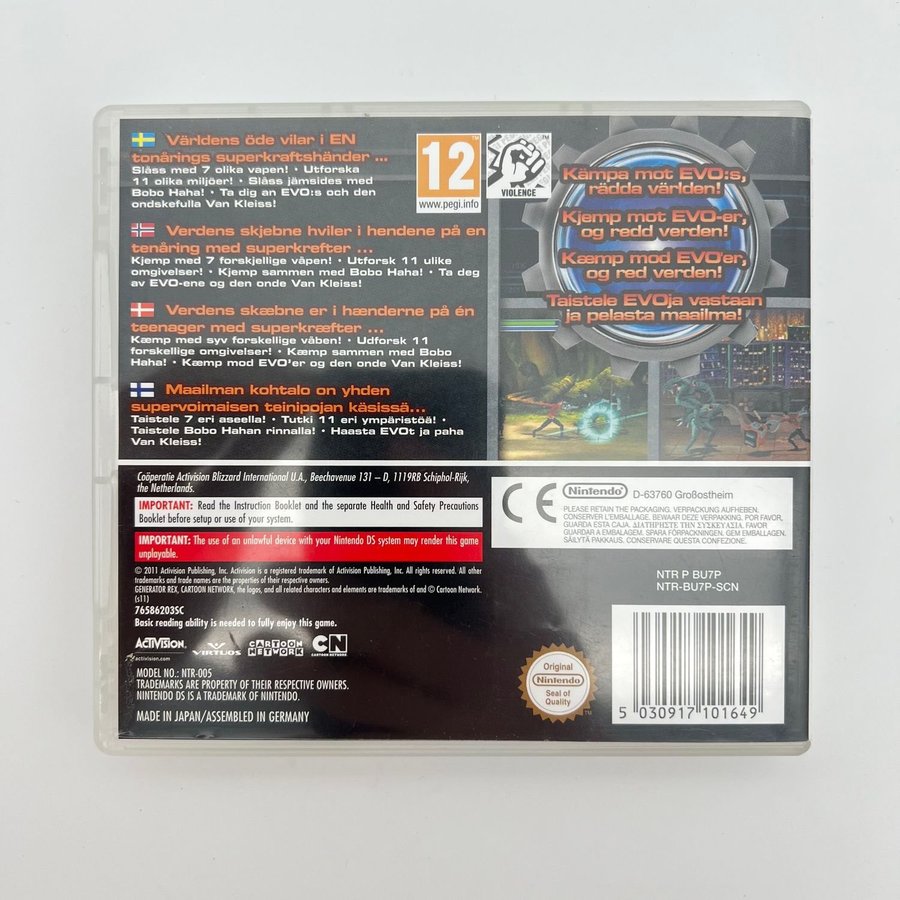 Världens öde vilar i EN
tonårings superkraftshänder ...
Slåss med 7 olika vapen! • Utforska
11 olika miljöer! • Slåss jämsides med
Bobo Haha! • Ta dig an EVO:s och den
ondskefulla Van Kleiss!
Verdens skjebne hviler i hendene på en
tenåring med superkrefter ...
Kjemp med 7 forskjellige våpen! • Utforsk 11 ulike
omgivelser! • Kjemp sammen med Bobo Haha! • Ta deg
av EVO-ene og den onde Van Kleiss!
Verdens skæbne er i hænderne på én
teenager med superkræfter ...
Kæmp med syv forskellige våben! • Udforsk 11
forskellige omgivelser! • Kæmp sammen med Bobo
Haha! • Kæmp mod EVO'er og den onde Van Kleiss!
Maailman kohtalo on yhden
supervoimaisen teinipojan käsissä...
Taistele 7 eri aseella! • Tutki 11 eri ympäristöä! •
Taistele Bobo Hahan rinnalla! • Haasta EVOt ja paha
Van Kleiss!
12
www.pegi.info
VIOLENCE
Kämpa mot EVO:s,
rädda världen!
Kjemp mot EVO-er,
og redd verden!
Kæmp mod EVO'er,
og red verden!
Taistele EVOja vastaan
ja pelasta maailma!
Coöperatie Activision Blizzard International U.A., Beechavenue 131 – D, 1119RB Schiphol-Rijk,
the Netherlands.
IMPORTANT: Read the Instruction Booklet and the separate Health and Safety Precautions
Booklet before setup or use of your system.
IMPORTANT: The use of an unlawful device with your Nintendo DS system may render this game
unplayable.
© 2011 Activision Publishing, Inc. Activision is a registered trademark of Activision Publishing, Inc. All rights reserved. All other
trademarks and trade names are the properties of their respective owners.
GENERATOR REX, CARTOON NETWORK, the logos, and all related characters and elements are trademarks of and © Cartoon Network.
(s11)
76586203SC
Basic reading ability is needed to fully enjoy this game.
ACTIVISION.
activision.com
VIRTUOS
CARTOON
NETWORK
CN
CARTOON NETWORK
MODEL NO.: NTR-005
TRADEMARKS ARE PROPERTY OF THEIR RESPECTIVE OWNERS.
NINTENDO DS IS A TRADEMARK OF NINTENDO.
MADE IN JAPAN/ASSEMBLED IN GERMANY
CE
Nintendo D-63760 Großostheim
PLEASE RETAIN THE PACKAGING. VERPACKUNG AUFHEBEN.
CONSERVER L'EMBALLAGE. BEWAAR DEZE VERPAKKING. POR FAVOR,
GUARDA ESTA CAJA. ΔΙΑΤΗΡΗΣΤΕ ΤΗΝ ΣΥΣΚΕΥΑΣΙΑ. FAVOR
GUARDAR A EMBALAGEM. SPARA FÖRPACKNINGEN. GEM EMBALLAGEN.
SÄILYTÄ PAKKAUS. CONSERVARE QUESTA CONFEZIONE.
NTR P BU7P
NTR-BU7P-SCN
Original
Nintendo
Seal of
Quality
5 030917 101649